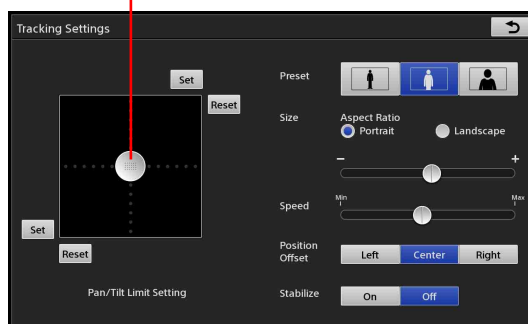 Tracking Settings
Set
Reset
Set
Reset
Pan/Tilt Limit Setting
Preset
Size
Aspect Ratio
Portrait
Landscape
-
+
Speed
Min
Max
Position
Offset
Left
Center
Right
Stabilize
On
Off